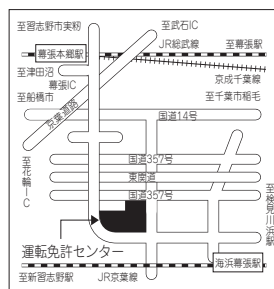 至習志野市実籾
至武石IC
幕張本郷駅
JR総武線
至幕張駅
至津田沼
幕張IC
京成千葉線
至船橋市
至千葉市稲毛
京葉道路
国道14号
至花輪IC
国道357号
東関道
国道357号
至検見川浜駅
運転免許センター
海浜幕張駅
至新習志野駅
JR京葉線